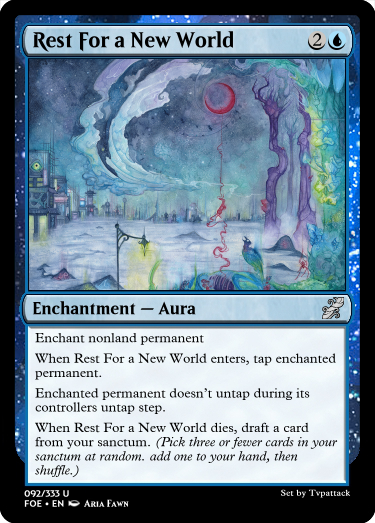 Rest For a New World 2
Enchantment — Aura
Enchant nonland permanent
When Rest For a New World enters, tap enchanted
permanent.
Enchanted permanent doesn't untap during its
controllers untap step.
When Rest For a New World dies, draft a card
from your sanctum. (Pick three or fewer cards in your
sanctum at random. add one to your hand, then
shuffle.)
092/333 U
Set by Tvpattack
FOE • EN Aria Fawn